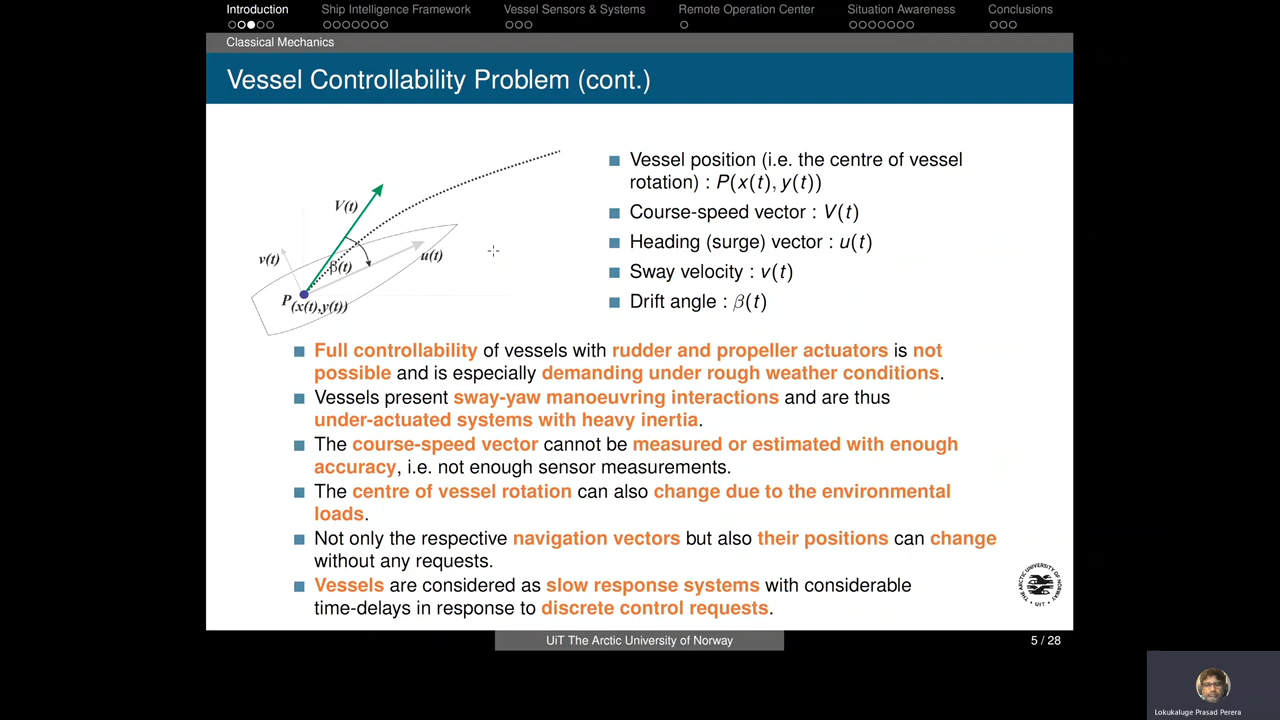 Introduction Ship Intelligence Framework Vessel Sensors & Systems Remote Operation Center Situation Awareness Conclusions
Classical Mechanics
Vessel Controllability Problem (cont.)
V(t)
v(t)
β(t)
u(t)
P(x(t),y(t))
Vessel position (i.e. the centre of vessel
rotation) : P(x(t), y(t))
Course-speed vector : V(t)
Heading (surge) vector : u(t)
Sway velocity : v(t)
Drift angle : β(t)
Full controllability of vessels with rudder and propeller actuators is not
possible and is especially demanding under rough weather conditions.
Vessels present sway-yaw manoeuvring interactions and are thus
under-actuated systems with heavy inertia.
The course-speed vector cannot be measured or estimated with enough
accuracy, i.e. not enough sensor measurements.
The centre of vessel rotation can also change due to the environmental
loads.
Not only the respective navigation vectors but also their positions can change
without any requests.
Vessels are considered as slow response systems with considerable
time-delays in response to discrete control requests.
THE ARCTIC UNIVERSITY OF NORWAY
UiT
UiT The Arctic University of Norway
5 / 28
Lokukaluge Prasad Perera